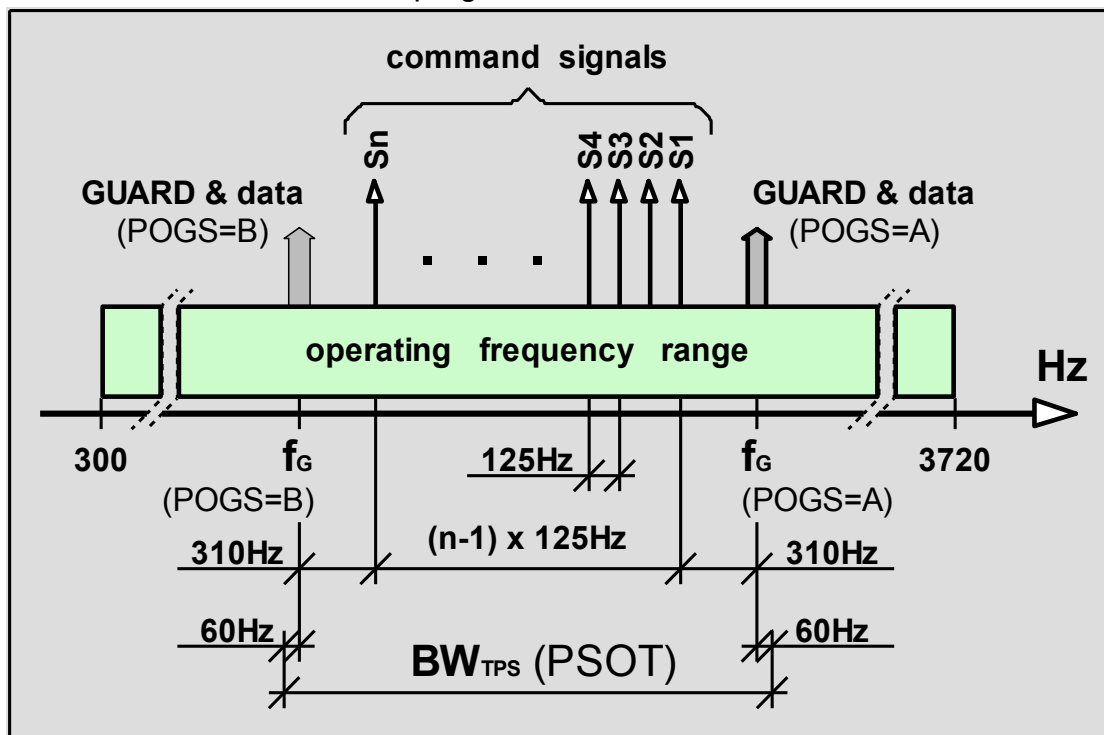 command signals
Sn
S4
S3
S2
S1
GUARD & data
(POGS=B)
GUARD & data
(POGS=A)
. . .
operating frequency range
Hz
300
fG
(POGS=B)
125Hz
fG
(POGS=A)
3720
310Hz
(n-1) x 125Hz
310Hz
60Hz
BWTPS (PSOT)
60Hz